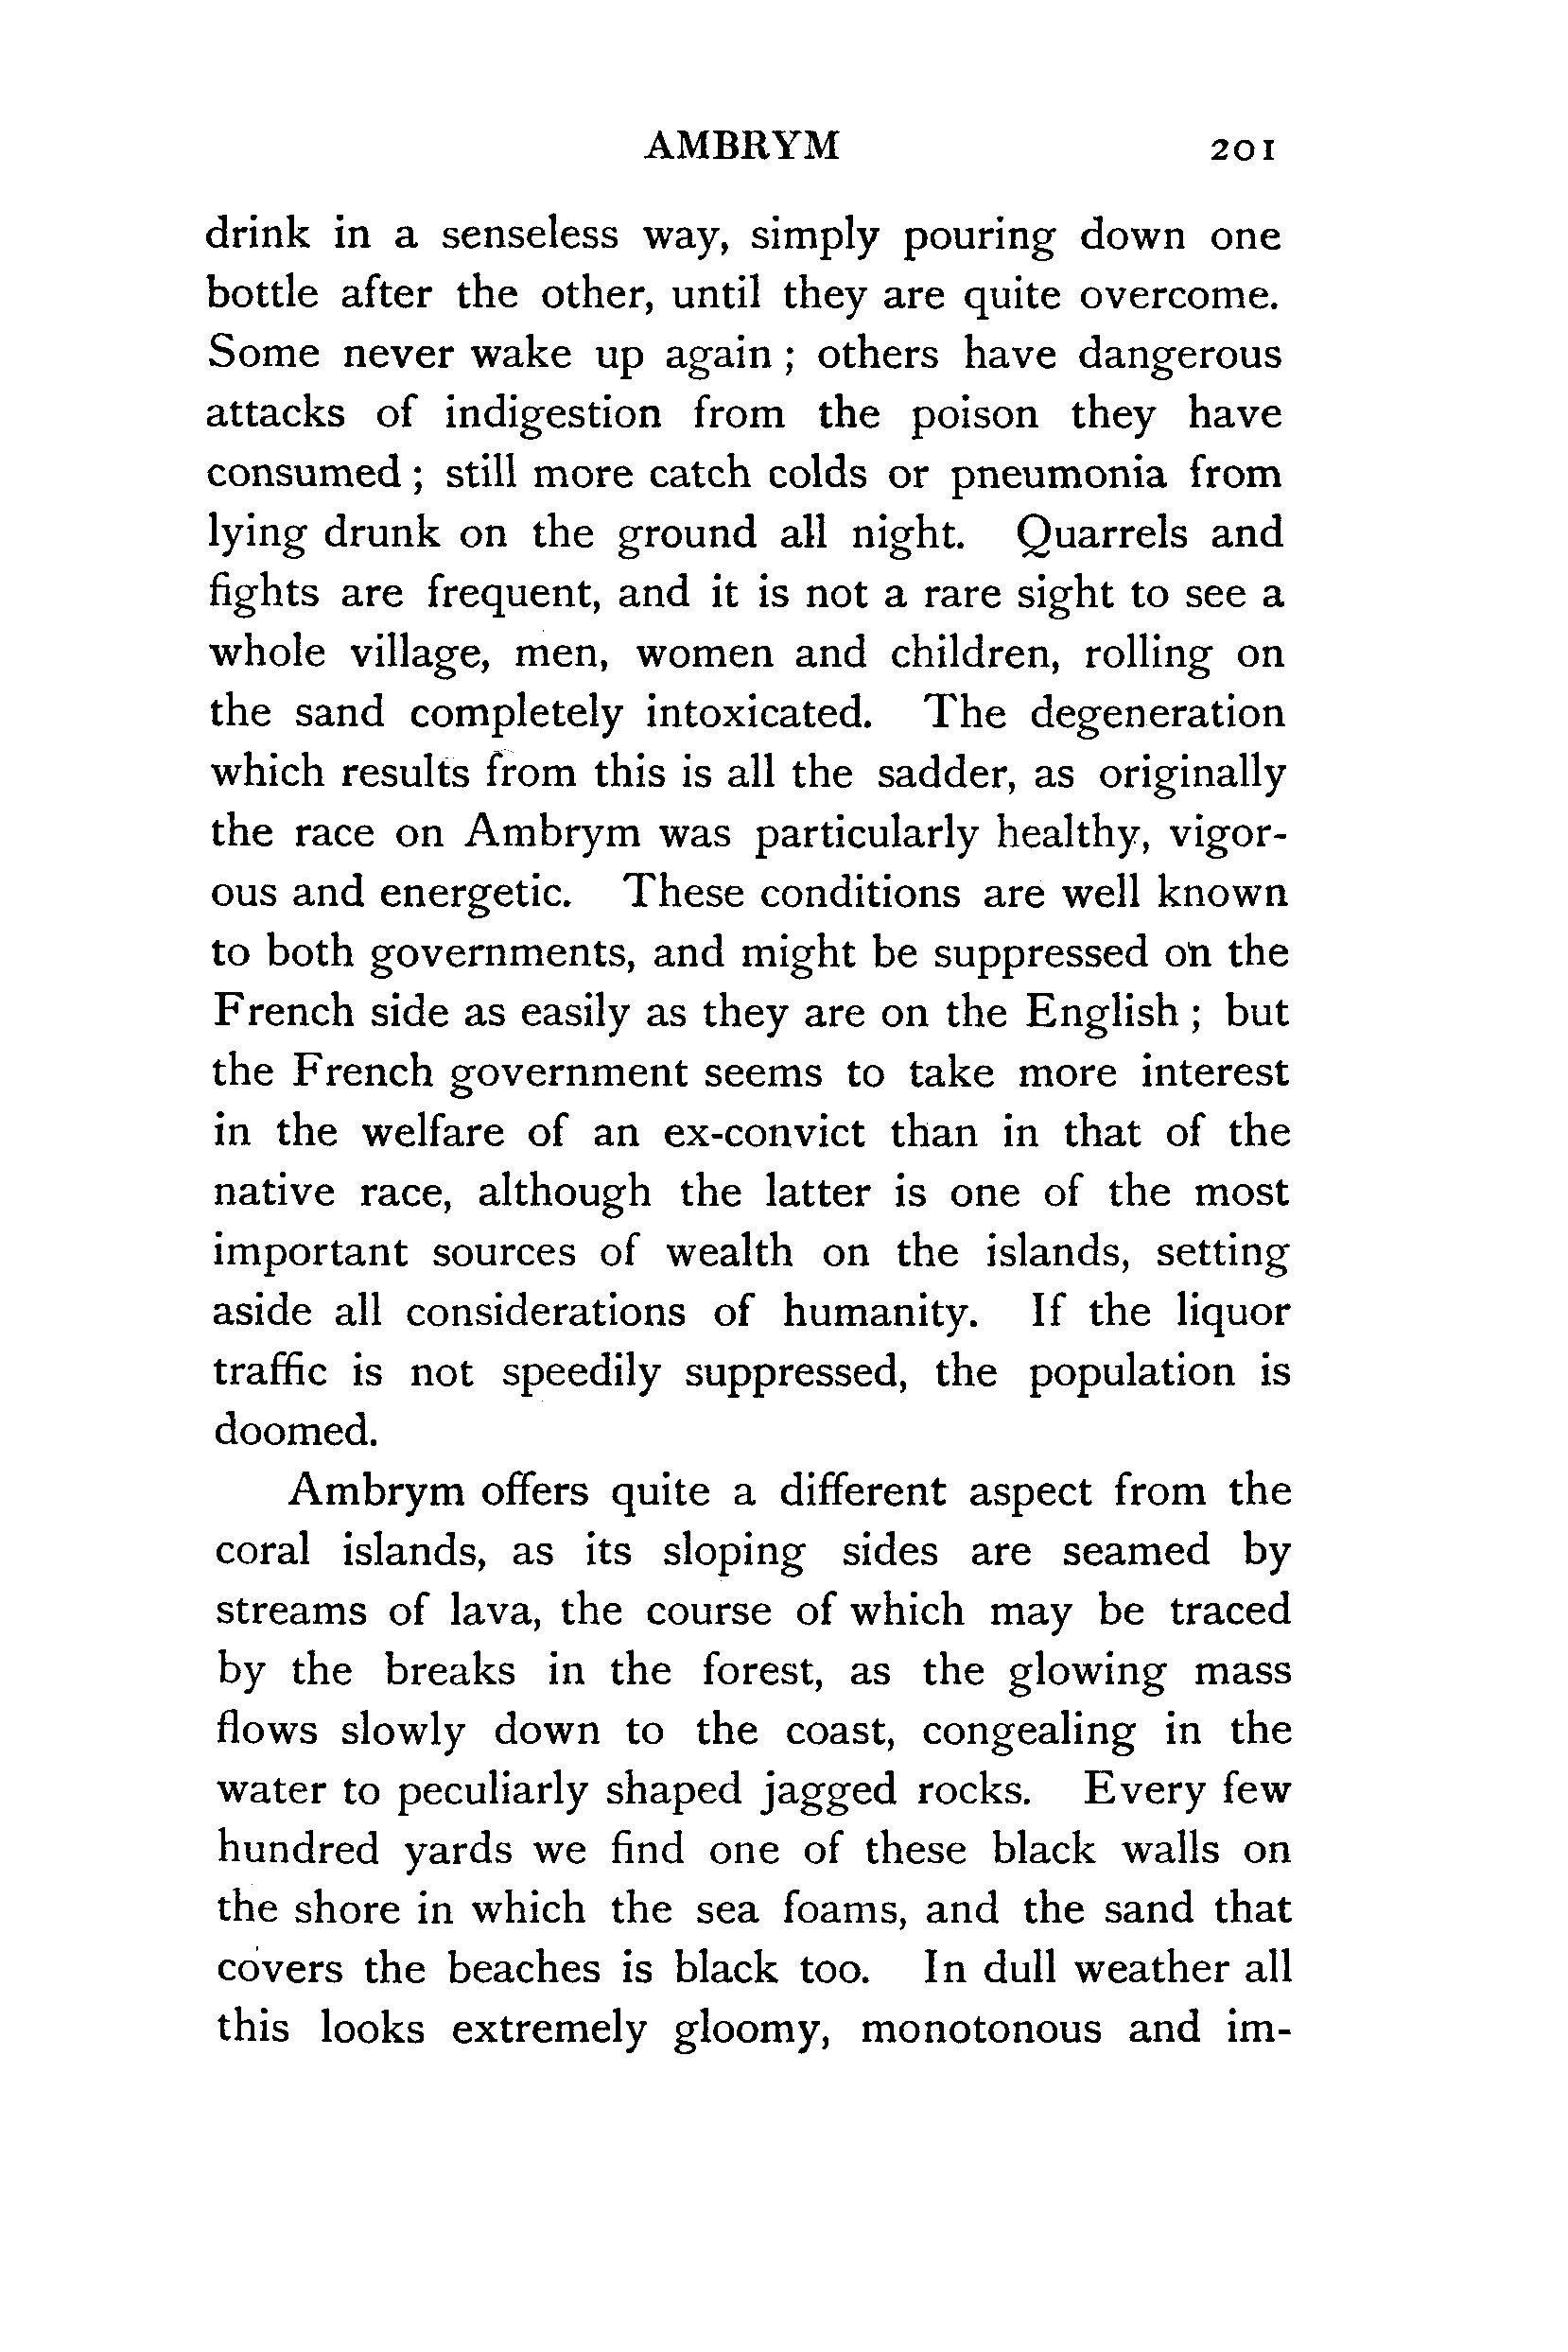 AMBRYM 201
drink in a senseless way, simply pouring down one
bottle after the other, until they are quite overcome.
Some never wake up again ; others have dangerous
attacks of indigestion from the poison they have
consumed ; still more catch colds or pneumonia from
lying drunk on the ground all night. Quarrels and
fights are frequent, and it is not a rare sight to see a
whole village, men, women and children, rolling on
the sand completely intoxicated. The degeneration
which results from this is all the sadder, as originally
the race on Ambrym was particularly healthy, vigor-
ous and energetic. These conditions are well known
to both governments, and might be suppressed on the
French side as easily as they are on the English ; but
the French government seems to take more interest
in the welfare of an ex-convict than in that of the
native race, although the latter is one of the most
important sources of wealth on the islands, setting
aside all considerations of humanity. If the liquor
traffic is not speedily suppressed, the population is
doomed.
Ambrym offers quite a different aspect from the
coral islands, as its sloping sides are seamed by
streams of lava, the course of which may be traced
by the breaks in the forest, as the glowing mass
flows slowly down to the coast, congealing in the
water to peculiarly shaped jagged rocks. Every few
hundred yards we find one of these black walls on
the shore in which the sea foams, and the sand that
covers the beaches is black too. In dull weather all
this looks extremely gloomy, monotonous and im-